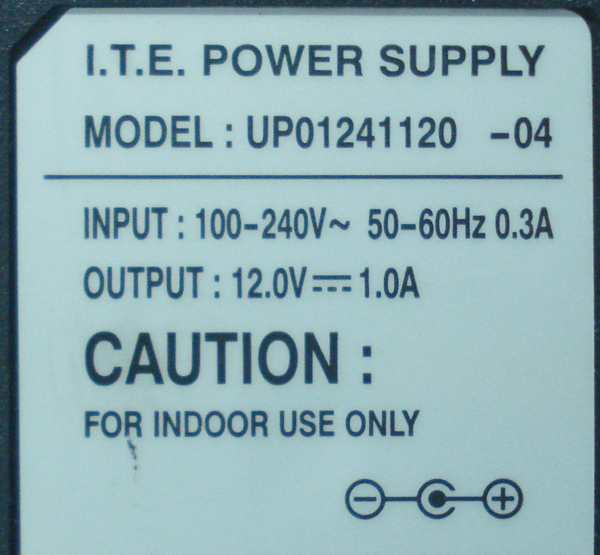 I.T.E. POWER SUPPLY
MODEL : UP01241120 -04
INPUT : 100-240V~ 50-60Hz 0.3A
OUTPUT : 12.0V⎓1.0A
CAUTION :
FOR INDOOR USE ONLY